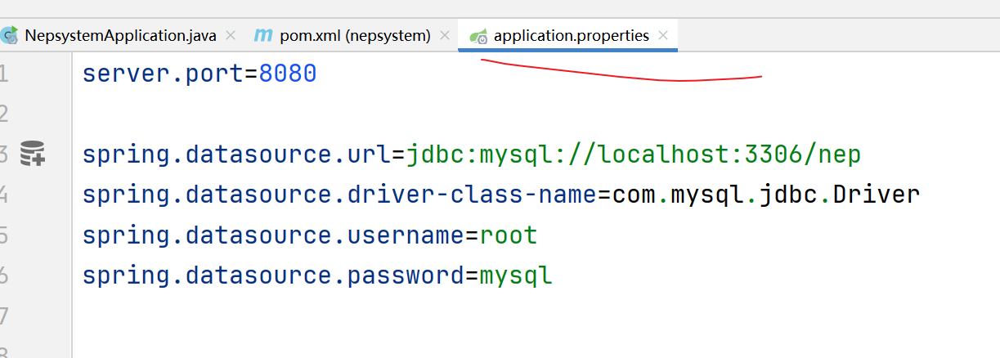 NepsystemApplication.java pom.xml (nepsystem) application.properties
1 server.port=8080
2
3 spring.datasource.url=jdbc:mysql://localhost:3306/nep
4 spring.datasource.driver-class-name=com.mysql.jdbc.Driver
5 spring.datasource.username=root
6 spring.datasource.password=mysql
7
8